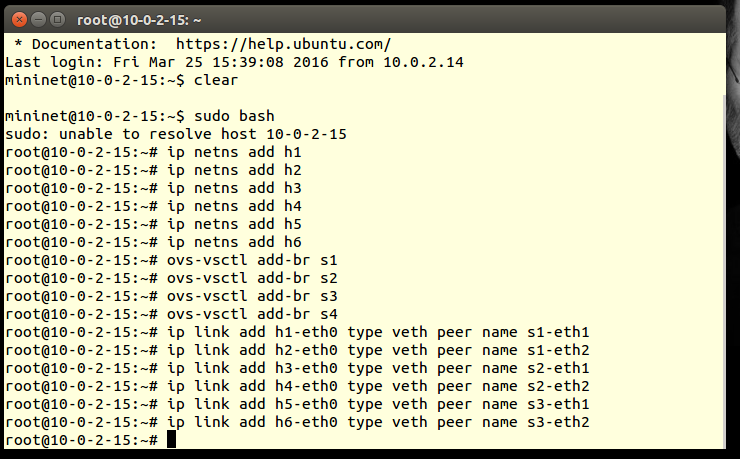 root@10-0-2-15: ~
 * Documentation:  https://help.ubuntu.com/
Last login: Fri Mar 25 15:39:08 2016 from 10.0.2.14
mininet@10-0-2-15:~$ clear
mininet@10-0-2-15:~$ sudo bash
sudo: unable to resolve host 10-0-2-15
root@10-0-2-15:~# ip netns add h1
root@10-0-2-15:~# ip netns add h2
root@10-0-2-15:~# ip netns add h3
root@10-0-2-15:~# ip netns add h4
root@10-0-2-15:~# ip netns add h5
root@10-0-2-15:~# ip netns add h6
root@10-0-2-15:~# ovs-vsctl add-br s1
root@10-0-2-15:~# ovs-vsctl add-br s2
root@10-0-2-15:~# ovs-vsctl add-br s3
root@10-0-2-15:~# ovs-vsctl add-br s4
root@10-0-2-15:~# ip link add h1-eth0 type veth peer name s1-eth1
root@10-0-2-15:~# ip link add h2-eth0 type veth peer name s1-eth2
root@10-0-2-15:~# ip link add h3-eth0 type veth peer name s2-eth1
root@10-0-2-15:~# ip link add h4-eth0 type veth peer name s2-eth2
root@10-0-2-15:~# ip link add h5-eth0 type veth peer name s3-eth1
root@10-0-2-15:~# ip link add h6-eth0 type veth peer name s3-eth2
root@10-0-2-15:~#